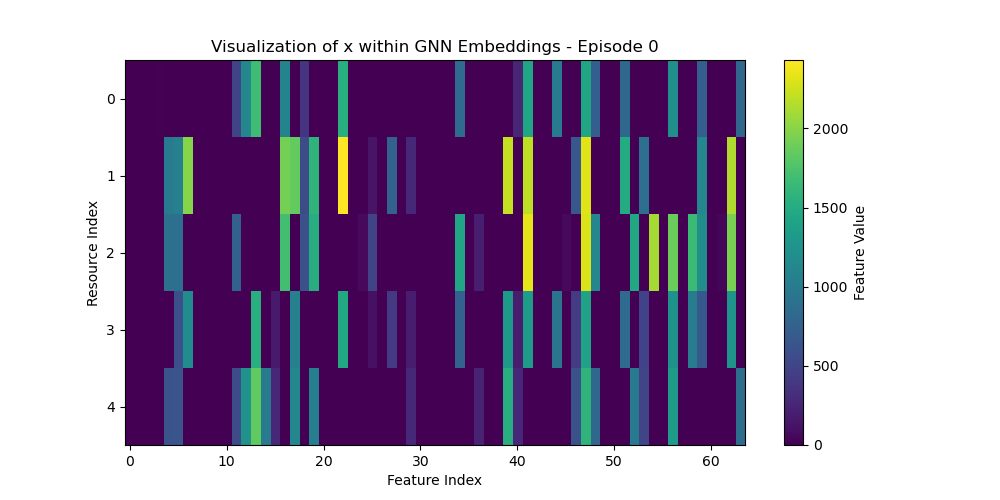 Visualization of x within GNN Embeddings - Episode 0
Resource Index
0
1
2
3
4
0 10 20 30 40 50 60
Feature Index
2000
1500
1000
500
0
Feature Value